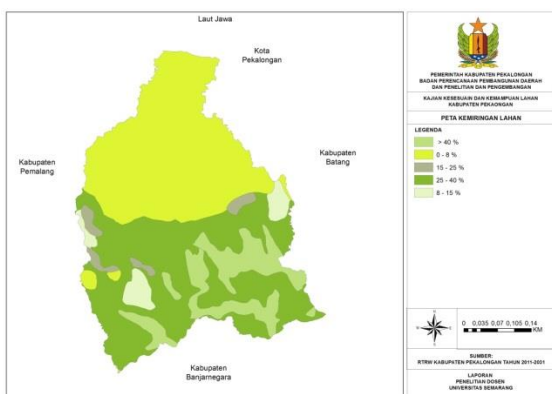 Laut Jawa
Kota
Pekalongan
Kabupaten
Pemalang
Kabupaten
Batang
Kabupaten
Banjarnegara
PEMERINTAH KABUPATEN PEKALONGAN
BADAN PERENCANAAN PEMBANGUNAN DAERAH
DAN PENELITIAN DAN PENGEMBANGAN
KAJIAN KESESUAIN DAN KEMAMPUAN LAHAN
KABUPATEN PEKAONGAN
PETA KEMIRINGAN LAHAN
LEGENDA
> 40 %
0 - 8 %
15 - 25 %
25 - 40 %
8 - 15 %
0 0,035 0,07 0,105 0,14
KM
SUMBER:
RTRW KABUPATEN PEKALONGAN TAHUN 2011-2031
LAPORAN
PENELITIAN DOSEN
UNIVERSITAS SEMARANG